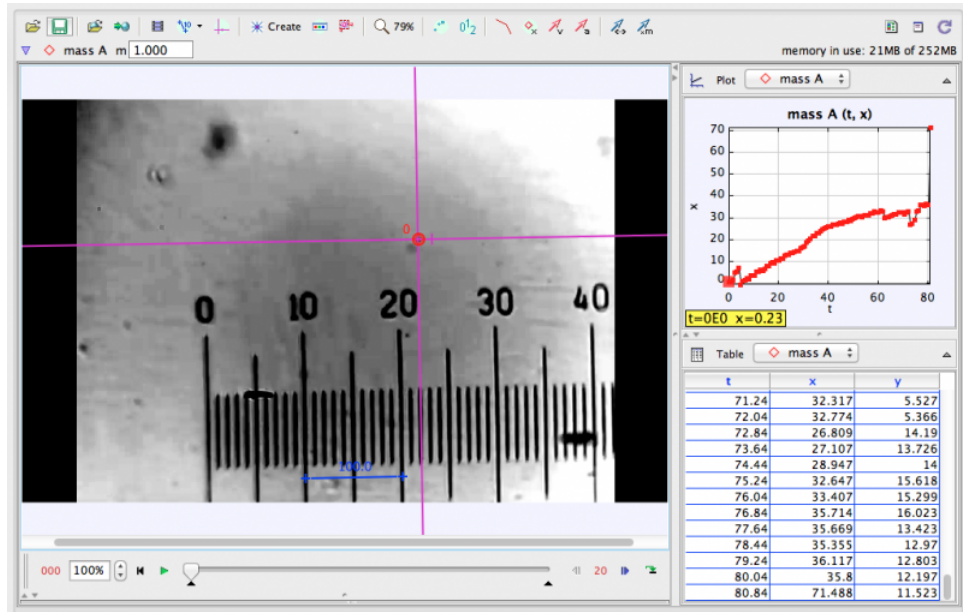 79% Create
mass A m 1.000
memory in use: 21MB of 252MB
Plot mass A
mass A (t, x)
70
60
50
40
30
20
10
0
x
0 20 40 60 80
t
t=0E0 x=0.23
0
1
0 10 20 30 40
100.0
Table mass A
t x y
71.24 32.317 5.527
72.04 32.774 5.366
72.84 26.809 14.19
73.64 27.107 13.726
74.44 28.947 14
75.24 32.647 15.618
76.04 33.407 15.299
76.84 35.714 16.023
77.64 35.669 13.423
78.44 35.355 12.97
79.24 36.117 12.803
80.04 35.8 12.197
80.84 71.488 11.523
000 100% 20